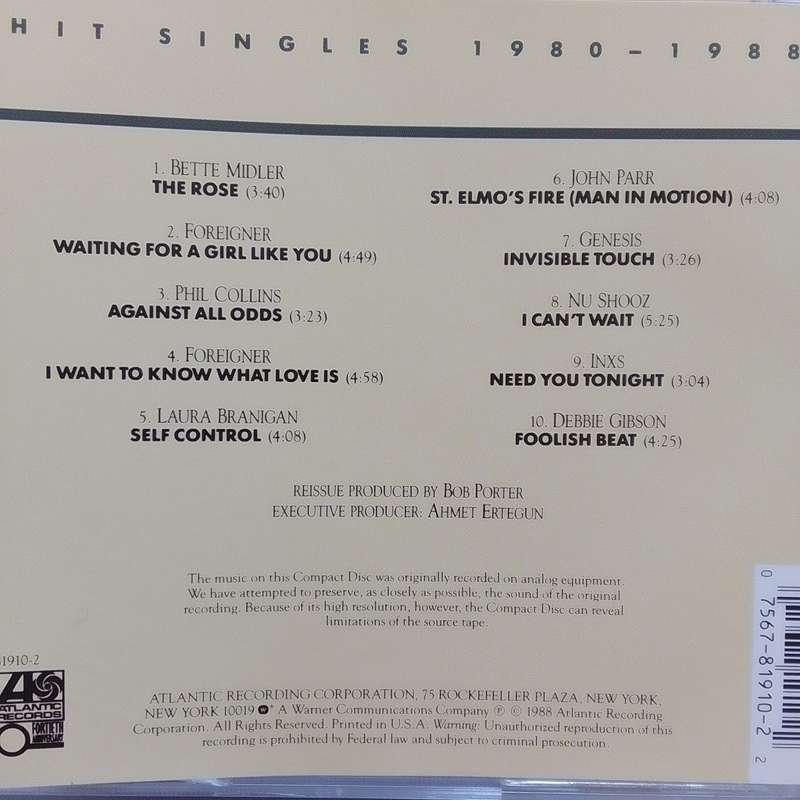 HIT SINGLES 1980–1988
1. BETTE MIDLER
THE ROSE (3:40)
2. FOREIGNER
WAITING FOR A GIRL LIKE YOU (4:49)
3. PHIL COLLINS
AGAINST ALL ODDS (3:23)
4. FOREIGNER
I WANT TO KNOW WHAT LOVE IS (4:58)
5. LAURA BRANIGAN
SELF CONTROL (4:08)
6. JOHN PARR
ST. ELMO'S FIRE (MAN IN MOTION) (4:08)
7. GENESIS
INVISIBLE TOUCH (3:26)
8. NU SHOOZ
I CAN'T WAIT (5:25)
9. INXS
NEED YOU TONIGHT (3:04)
10. DEBBIE GIBSON
FOOLISH BEAT (4:25)
REISSUE PRODUCED BY BOB PORTER
EXECUTIVE PRODUCER: AHMET ERTEGUN
The music on this Compact Disc was originally recorded on analog equipment.
We have attempted to preserve, as closely as possible, the sound of the original
recording. Because of its high resolution, however, the Compact Disc can reveal
limitations of the source tape.
1910-2
ATLANTIC
RECORDS
FORTIETH
ANNIVERSARY
ATLANTIC RECORDING CORPORATION, 75 ROCKEFELLER PLAZA, NEW YORK,
NEW YORK 10019 A Warner Communications Company ℗ © 1988 Atlantic Recording
Corporation. All Rights Reserved. Printed in U.S.A. Warning: Unauthorized reproduction of this
recording is prohibited by Federal law and subject to criminal prosecution.
0 7567-81910-2 2